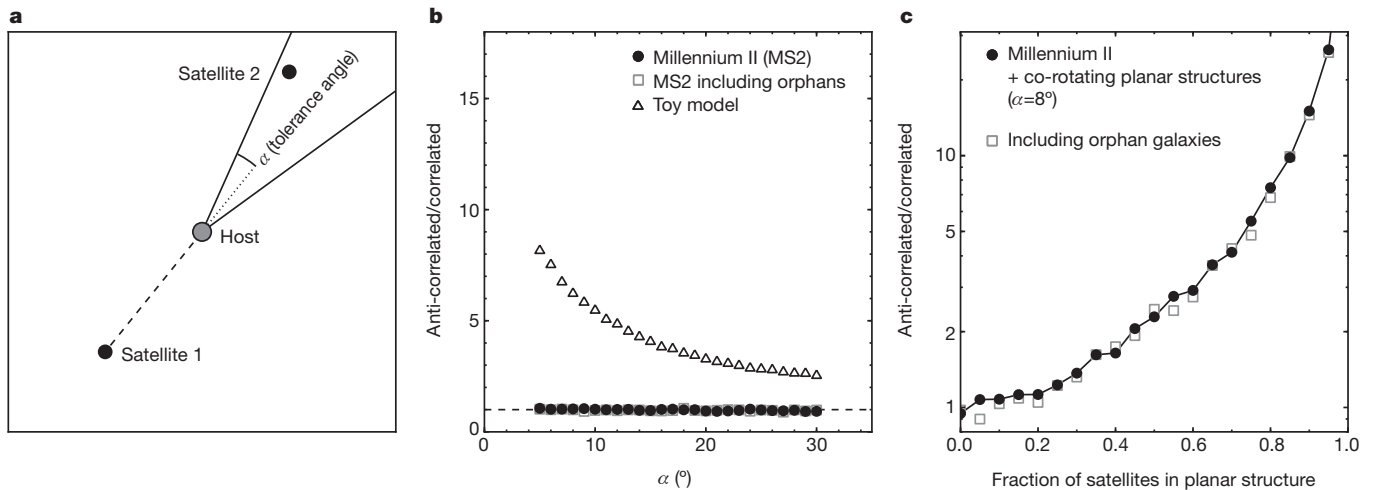 a
Satellite 2
α (tolerance angle)
Host
Satellite 1
b
Millennium II (MS2)
MS2 including orphans
Toy model
Anti-correlated/correlated
15
10
5
0
0
10
20
30
α (º)
c
Millennium II
+ co-rotating planar structures
(α=8º)
Including orphan galaxies
Anti-correlated/correlated
10
5
2
1
0.0
0.2
0.4
0.6
0.8
1.0
Fraction of satellites in planar structure